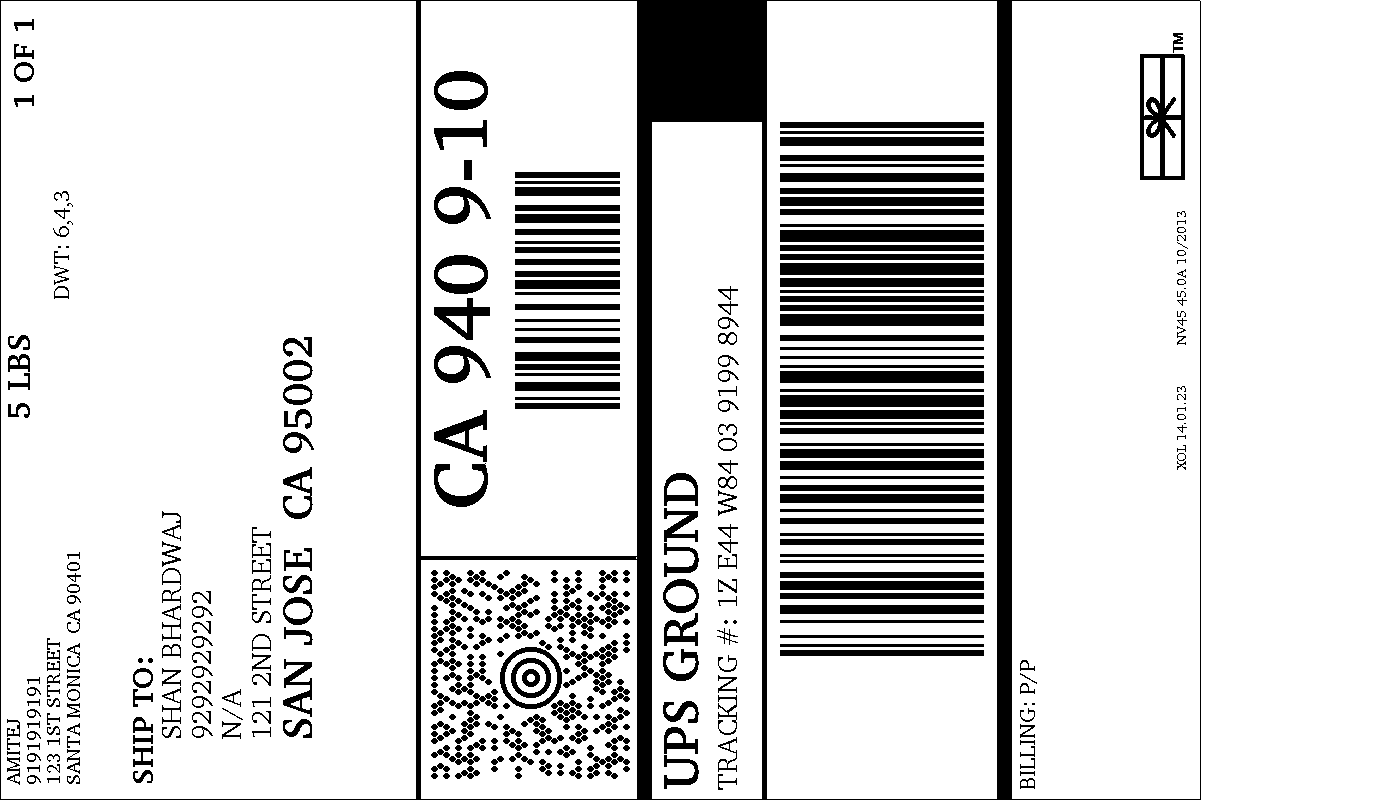 AMITEJ
9191919191
123 1ST STREET
SANTA MONICA CA 90401
5 LBS
1 OF 1
DWT: 6,4,3
SHIP TO:
SHAN BHARDWAJ
9292929292
N/A
121 2ND STREET
SAN JOSE CA 95002
CA 940 9-10
UPS GROUND
TRACKING #: 1Z E44 W84 03 9199 8944
BILLING: P/P
XOL 14.01.23 NV45 45.0A 10/2013
TM